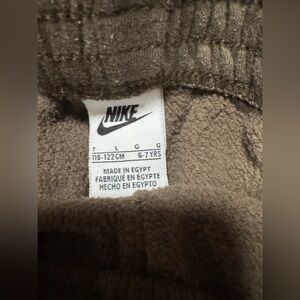 NIKE
7 L G G
116-122CM 6-7 YRS
MADE IN EGYPT
FABRIQUÉ EN EGYPTE
HECHO EN EGIPTO